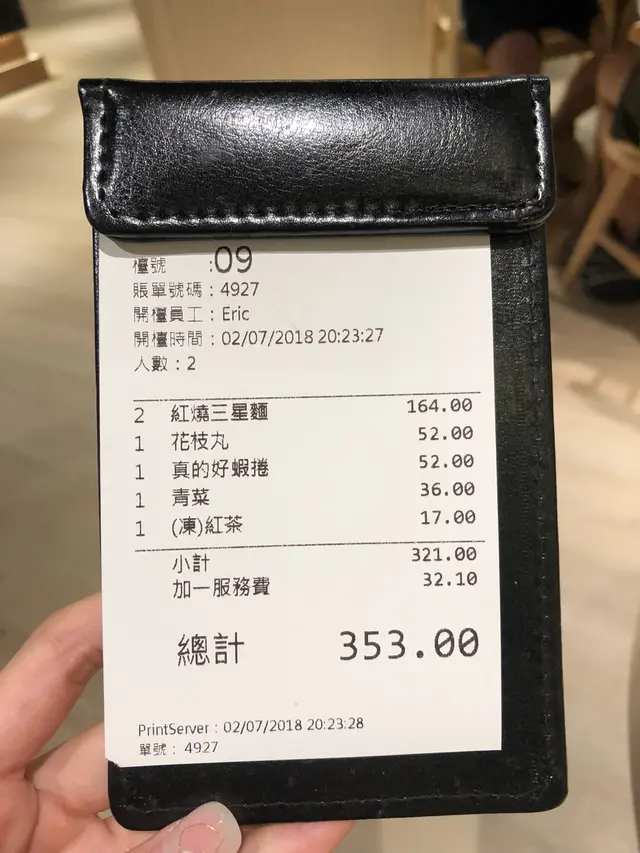 檯號 :09
賬單號碼：4927
開檯員工：Eric
開檯時間：02/07/2018 20:23:27
人數：2
2 紅燒三星麵 164.00
1 花枝丸 52.00
1 真的好蝦捲 52.00
1 青菜 36.00
1 (凍)紅茶 17.00
小計 321.00
加一服務費 32.10
總計 353.00
PrintServer：02/07/2018 20:23:28
單號：4927